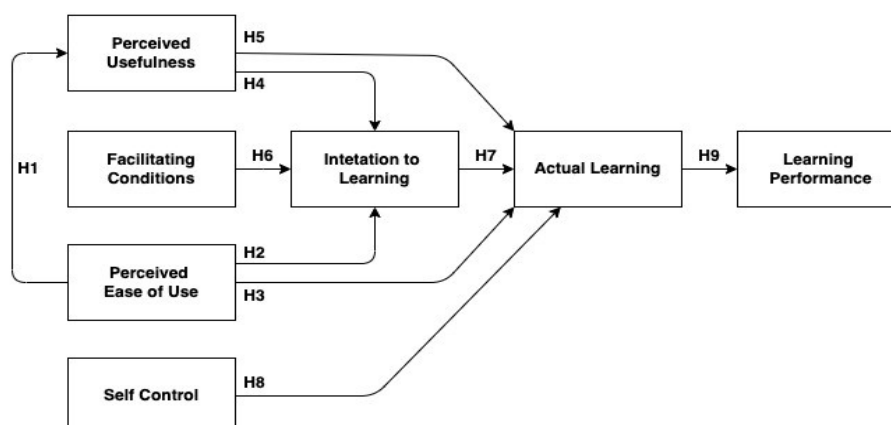 Perceived
Usefulness
H5
H4
H1
Facilitating
Conditions
H6
Intetation to
Learning
H7
Actual Learning
H9
Learning
Performance
Perceived
Ease of Use
H2
H3
Self Control
H8